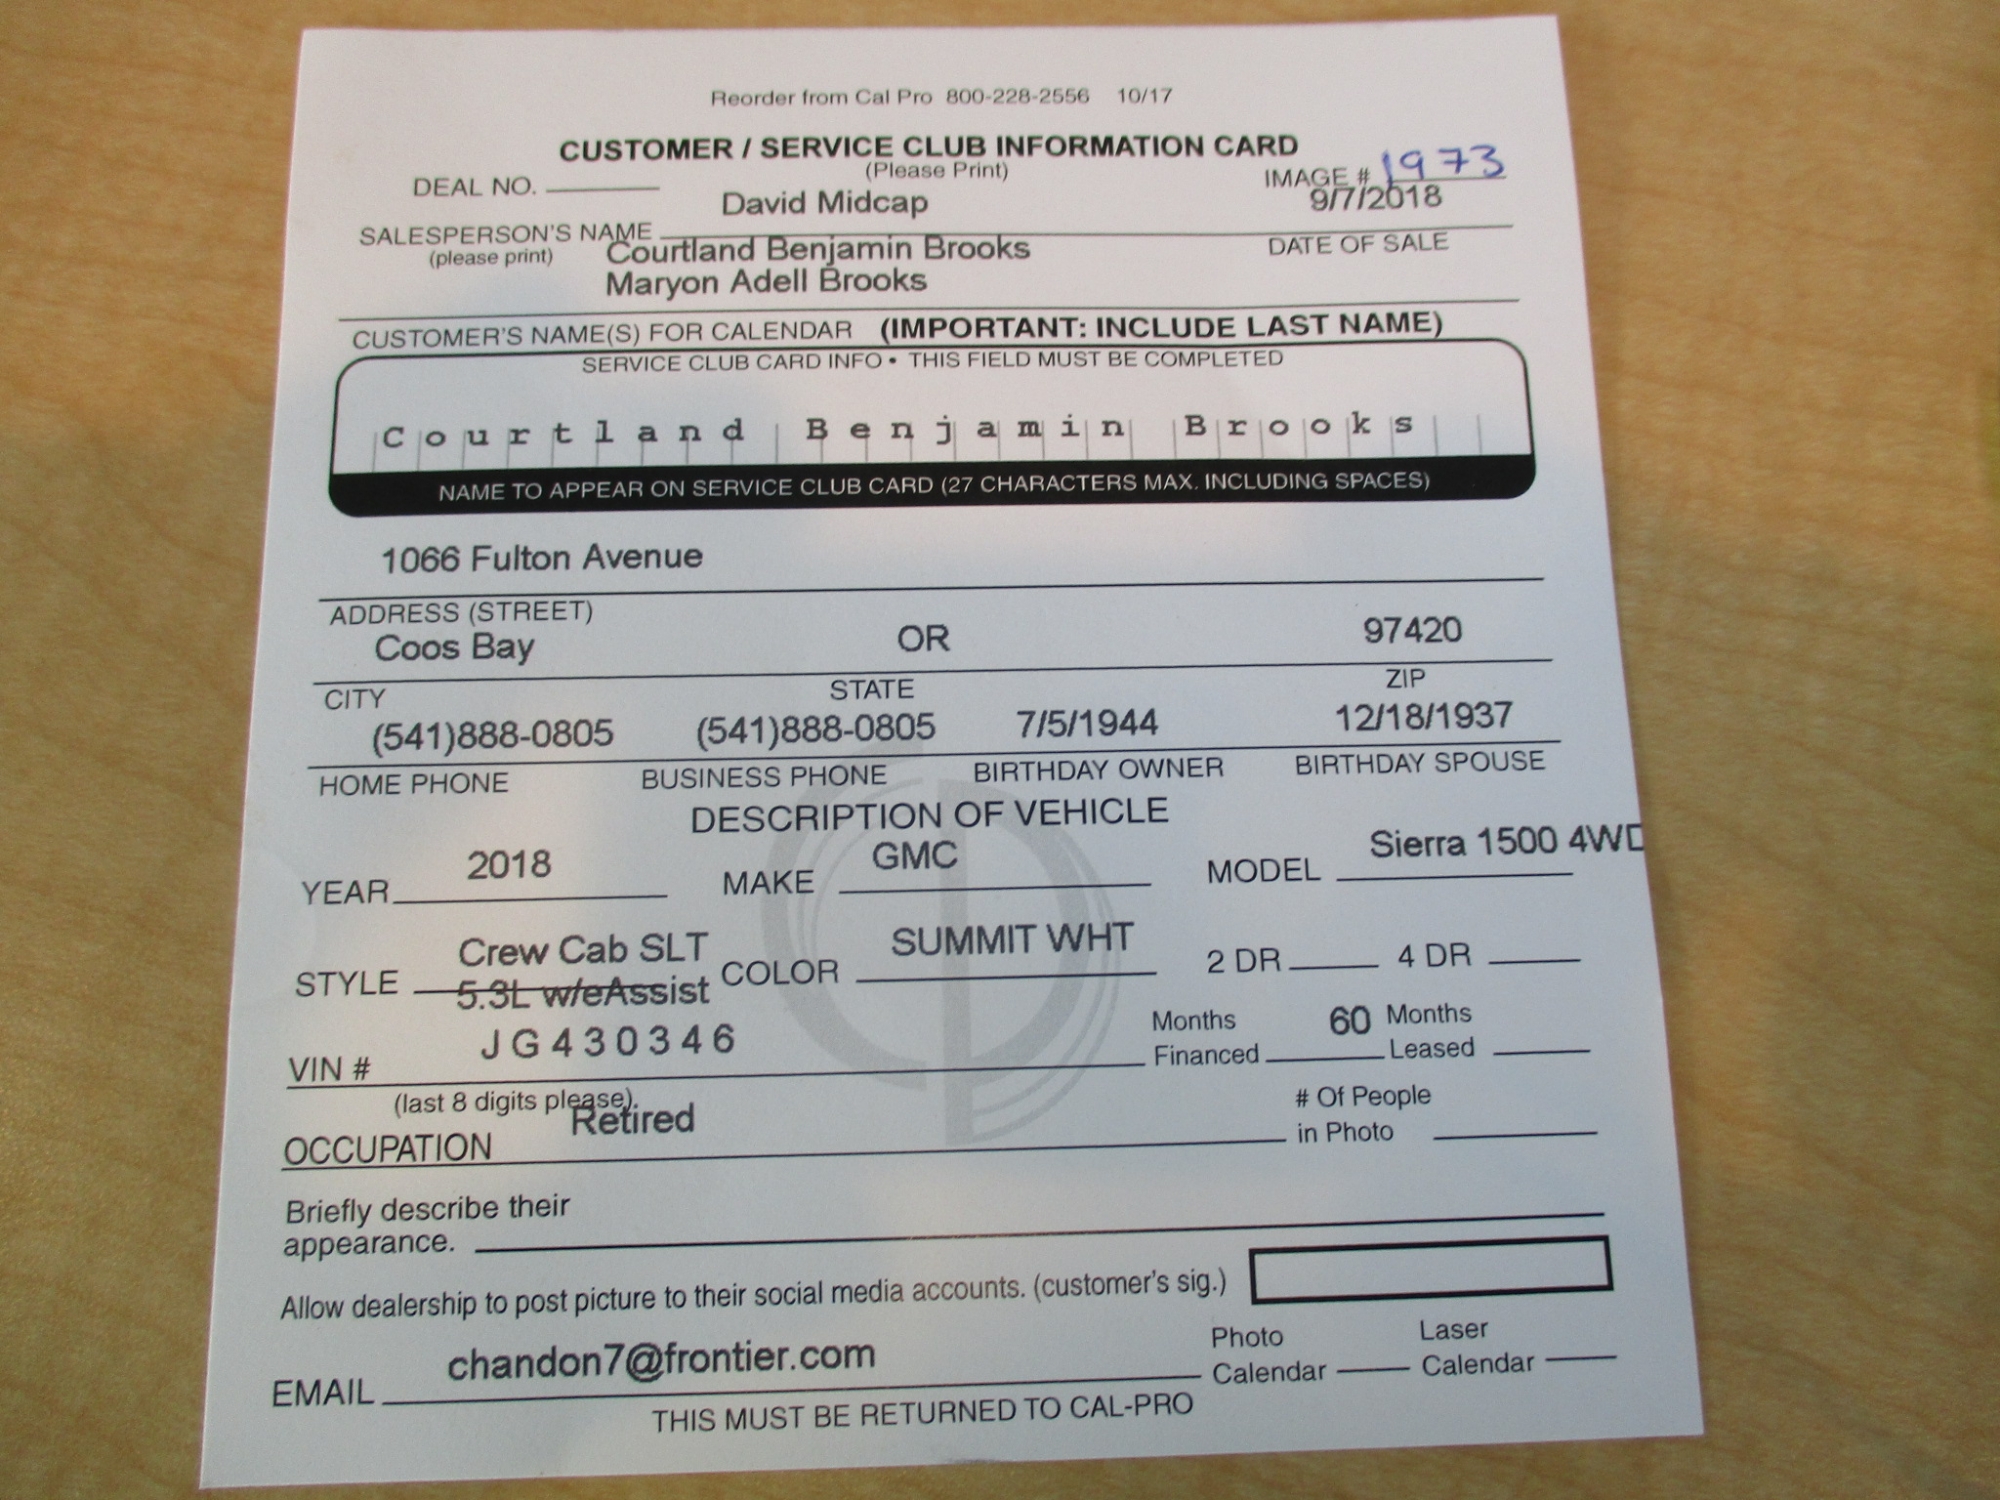 Reorder from Cal Pro 800-228-2556 10/17
CUSTOMER / SERVICE CLUB INFORMATION CARD
(Please Print)
DEAL NO. IMAGE # 1973
David Midcap 9/7/2018
SALESPERSON'S NAME DATE OF SALE
(please print) Courtland Benjamin Brooks
Maryon Adell Brooks
CUSTOMER'S NAME(S) FOR CALENDAR (IMPORTANT: INCLUDE LAST NAME)
SERVICE CLUB CARD INFO • THIS FIELD MUST BE COMPLETED
Courtland Benjamin Brooks
NAME TO APPEAR ON SERVICE CLUB CARD (27 CHARACTERS MAX. INCLUDING SPACES)
1066 Fulton Avenue
ADDRESS (STREET)
Coos Bay OR 97420
CITY STATE ZIP
(541)888-0805 (541)888-0805 7/5/1944 12/18/1937
HOME PHONE BUSINESS PHONE BIRTHDAY OWNER BIRTHDAY SPOUSE
DESCRIPTION OF VEHICLE
YEAR 2018 MAKE GMC MODEL Sierra 1500 4WD
Crew Cab SLT SUMMIT WHT
STYLE COLOR 2 DR 4 DR
5.3L w/eAssist
VIN # JG430346 Months Financed 60 Months Leased
(last 8 digits please).
OCCUPATION Retired # Of People in Photo
Briefly describe their
appearance.
Allow dealership to post picture to their social media accounts. (customer's sig.)
EMAIL chandon7@frontier.com Photo Calendar Laser Calendar
THIS MUST BE RETURNED TO CAL-PRO